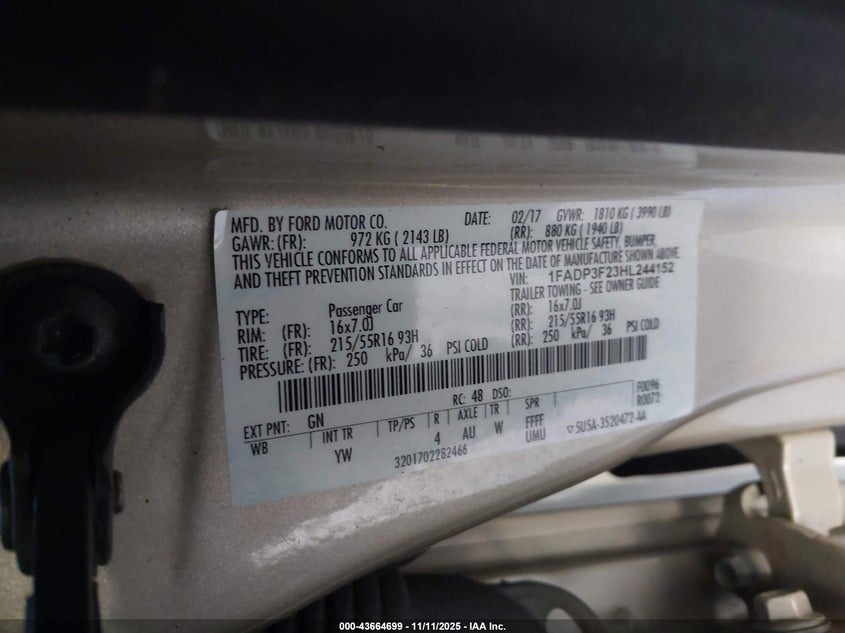 MFD. BY FORD MOTOR CO. DATE: 02/17 GVWR: 1810 KG ( 3990 LB)
GAWR: (FR): 972 KG ( 2143 LB) (RR): 880 KG ( 1940 LB)
THIS VEHICLE CONFORMS TO ALL APPLICABLE FEDERAL MOTOR VEHICLE SAFETY, BUMPER,
AND THEFT PREVENTION STANDARDS IN EFFECT ON THE DATE OF MANUFACTURE SHOWN ABOVE.
VIN: 1FADP3F23HL244152
TYPE: Passenger Car TRAILER TOWING - SEE OWNER GUIDE
RIM: (FR): 16x7.0J (RR): 16x7.0J
TIRE: (FR): 215/55R16 93H (RR): 215/55R16 93H
PRESSURE: (FR): 250 kPa/ 36 PSI COLD (RR): 250 kPa/ 36 PSI COLD
EXT PNT: GN RC: 48 DSO: F0096
WB INT TR TP/PS R AXLE TR SPR R0072
YW 4 AU W FFFF
UMU ▽5U5A-3520472-AA
3201702282466
000-43664699 - 11/11/2025 - IAA Inc.